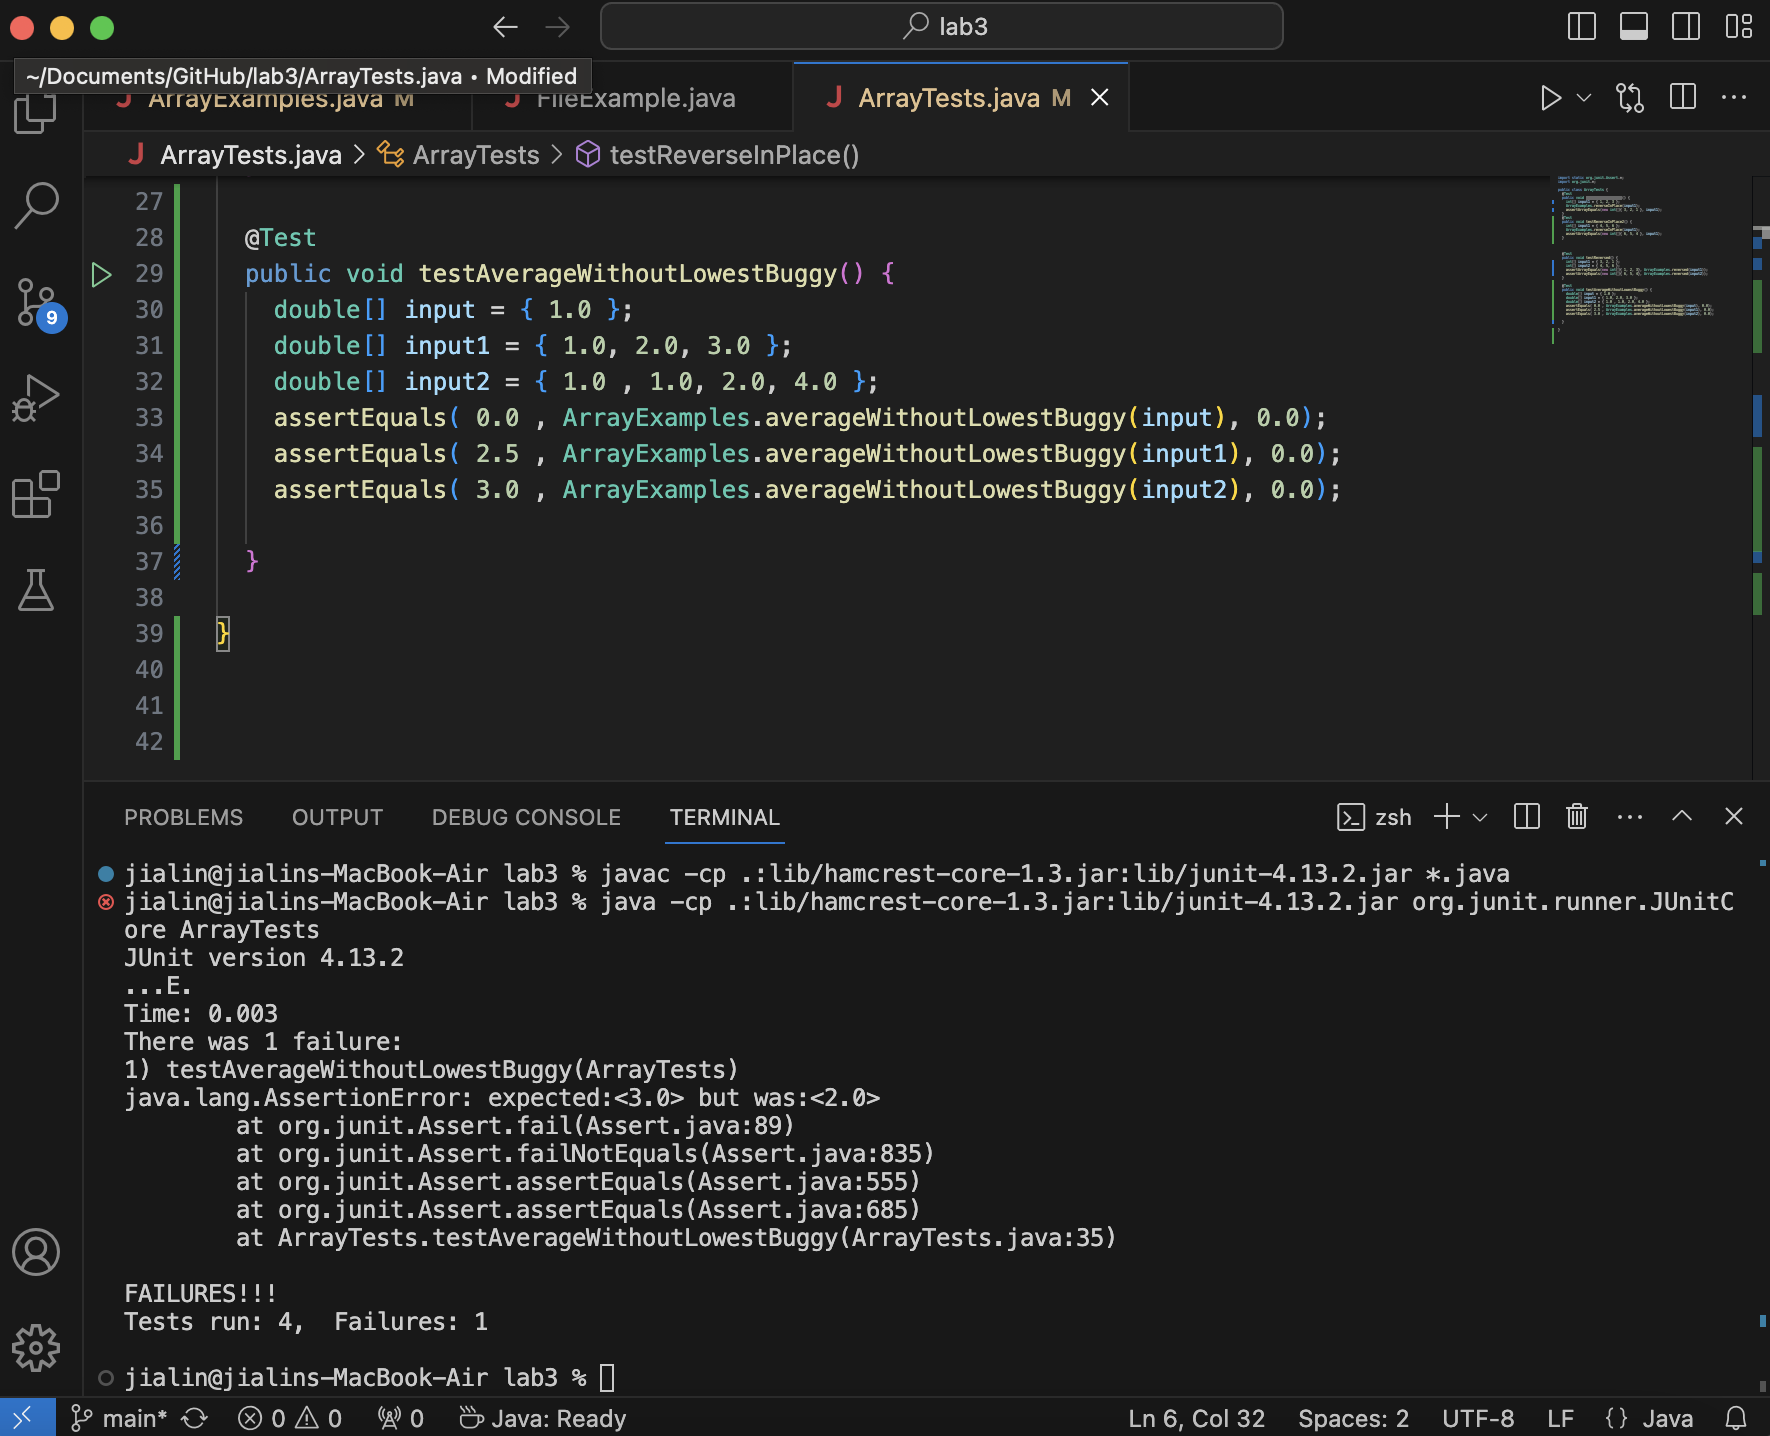 lab3
~/Documents/GitHub/lab3/ArrayTests.java • Modified
ArrayExamples.java M
FileExample.java
ArrayTests.java M
ArrayTests.java > ArrayTests > testReverseInPlace()
27
28 @Test
29 public void testAverageWithoutLowestBuggy() {
30 double[] input = { 1.0 };
31 double[] input1 = { 1.0, 2.0, 3.0 };
32 double[] input2 = { 1.0 , 1.0, 2.0, 4.0 };
33 assertEquals( 0.0 , ArrayExamples.averageWithoutLowestBuggy(input), 0.0);
34 assertEquals( 2.5 , ArrayExamples.averageWithoutLowestBuggy(input1), 0.0);
35 assertEquals( 3.0 , ArrayExamples.averageWithoutLowestBuggy(input2), 0.0);
36
37 }
38
39 }
40
41
42
9
PROBLEMS OUTPUT DEBUG CONSOLE TERMINAL
zsh
jialin@jialins-MacBook-Air lab3 % javac -cp .:lib/hamcrest-core-1.3.jar:lib/junit-4.13.2.jar *.java
jialin@jialins-MacBook-Air lab3 % java -cp .:lib/hamcrest-core-1.3.jar:lib/junit-4.13.2.jar org.junit.runner.JUnitC
ore ArrayTests
JUnit version 4.13.2
...E.
Time: 0.003
There was 1 failure:
1) testAverageWithoutLowestBuggy(ArrayTests)
java.lang.AssertionError: expected:<3.0> but was:<2.0>
at org.junit.Assert.fail(Assert.java:89)
at org.junit.Assert.failNotEquals(Assert.java:835)
at org.junit.Assert.assertEquals(Assert.java:555)
at org.junit.Assert.assertEquals(Assert.java:685)
at ArrayTests.testAverageWithoutLowestBuggy(ArrayTests.java:35)
FAILURES!!!
Tests run: 4,  Failures: 1
jialin@jialins-MacBook-Air lab3 %
main* 0 0 0 Java: Ready
Ln 6, Col 32 Spaces: 2 UTF-8 LF {} Java